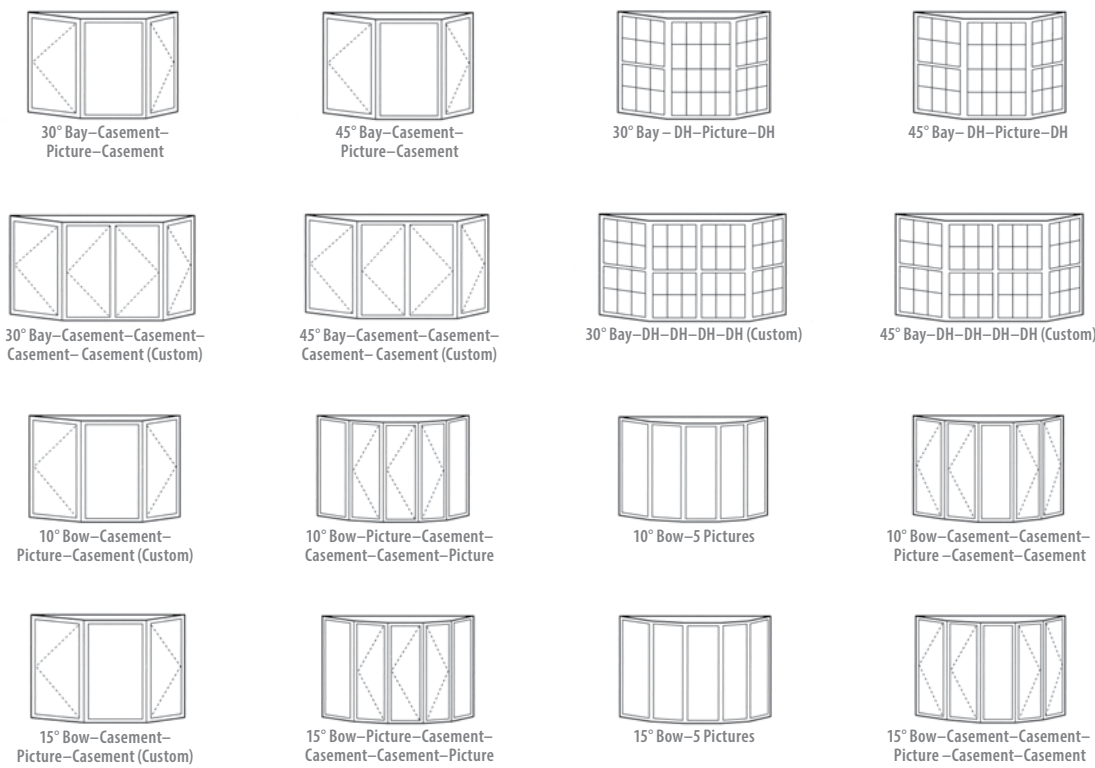 30° Bay–Casement–
Picture–Casement
45° Bay–Casement–
Picture–Casement
30° Bay – DH–Picture–DH
45° Bay– DH–Picture–DH
30° Bay–Casement–Casement–
Casement– Casement (Custom)
45° Bay–Casement–Casement–
Casement– Casement (Custom)
30° Bay–DH–DH–DH–DH (Custom)
45° Bay–DH–DH–DH–DH (Custom)
10° Bow–Casement–
Picture–Casement (Custom)
10° Bow–Picture–Casement–
Casement–Casement–Picture
10° Bow–5 Pictures
10° Bow–Casement–Casement–
Picture –Casement–Casement
15° Bow–Casement–
Picture–Casement (Custom)
15° Bow–Picture–Casement–
Casement–Casement–Picture
15° Bow–5 Pictures
15° Bow–Casement–Casement–
Picture –Casement–Casement